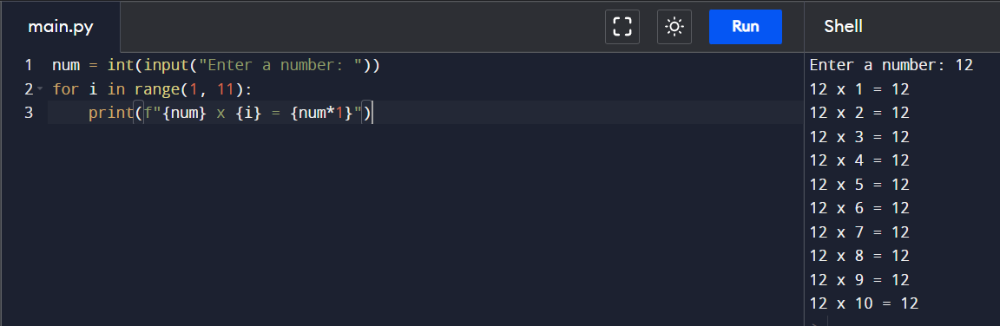 main.py
Run
Shell
1 num = int(input("Enter a number: "))
2 for i in range(1, 11):
3     print(f"{num} x {i} = {num*1}")
Enter a number: 12
12 x 1 = 12
12 x 2 = 12
12 x 3 = 12
12 x 4 = 12
12 x 5 = 12
12 x 6 = 12
12 x 7 = 12
12 x 8 = 12
12 x 9 = 12
12 x 10 = 12
>